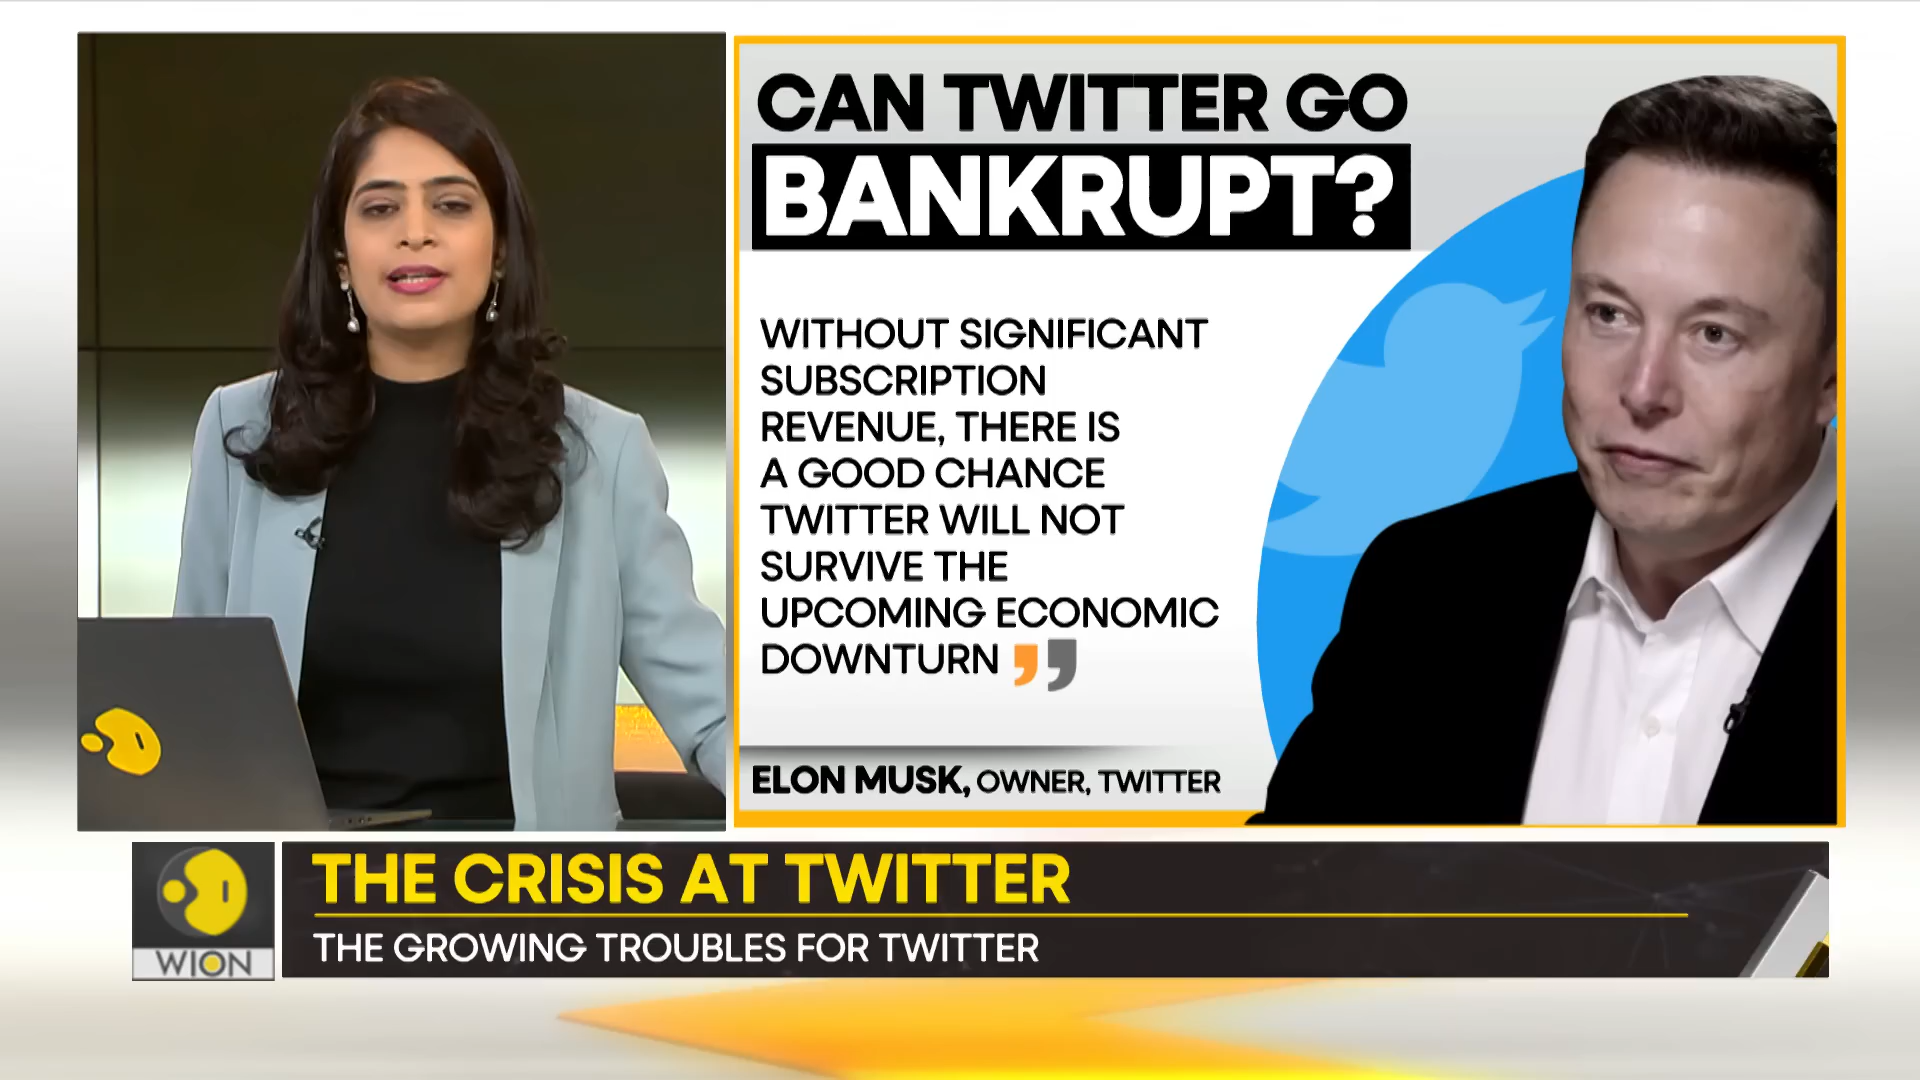 CAN TWITTER GO
BANKRUPT?
WITHOUT SIGNIFICANT
SUBSCRIPTION
REVENUE, THERE IS
A GOOD CHANCE
TWITTER WILL NOT
SURVIVE THE
UPCOMING ECONOMIC
DOWNTURN ”
ELON MUSK, OWNER, TWITTER
THE CRISIS AT TWITTER
THE GROWING TROUBLES FOR TWITTER
WION